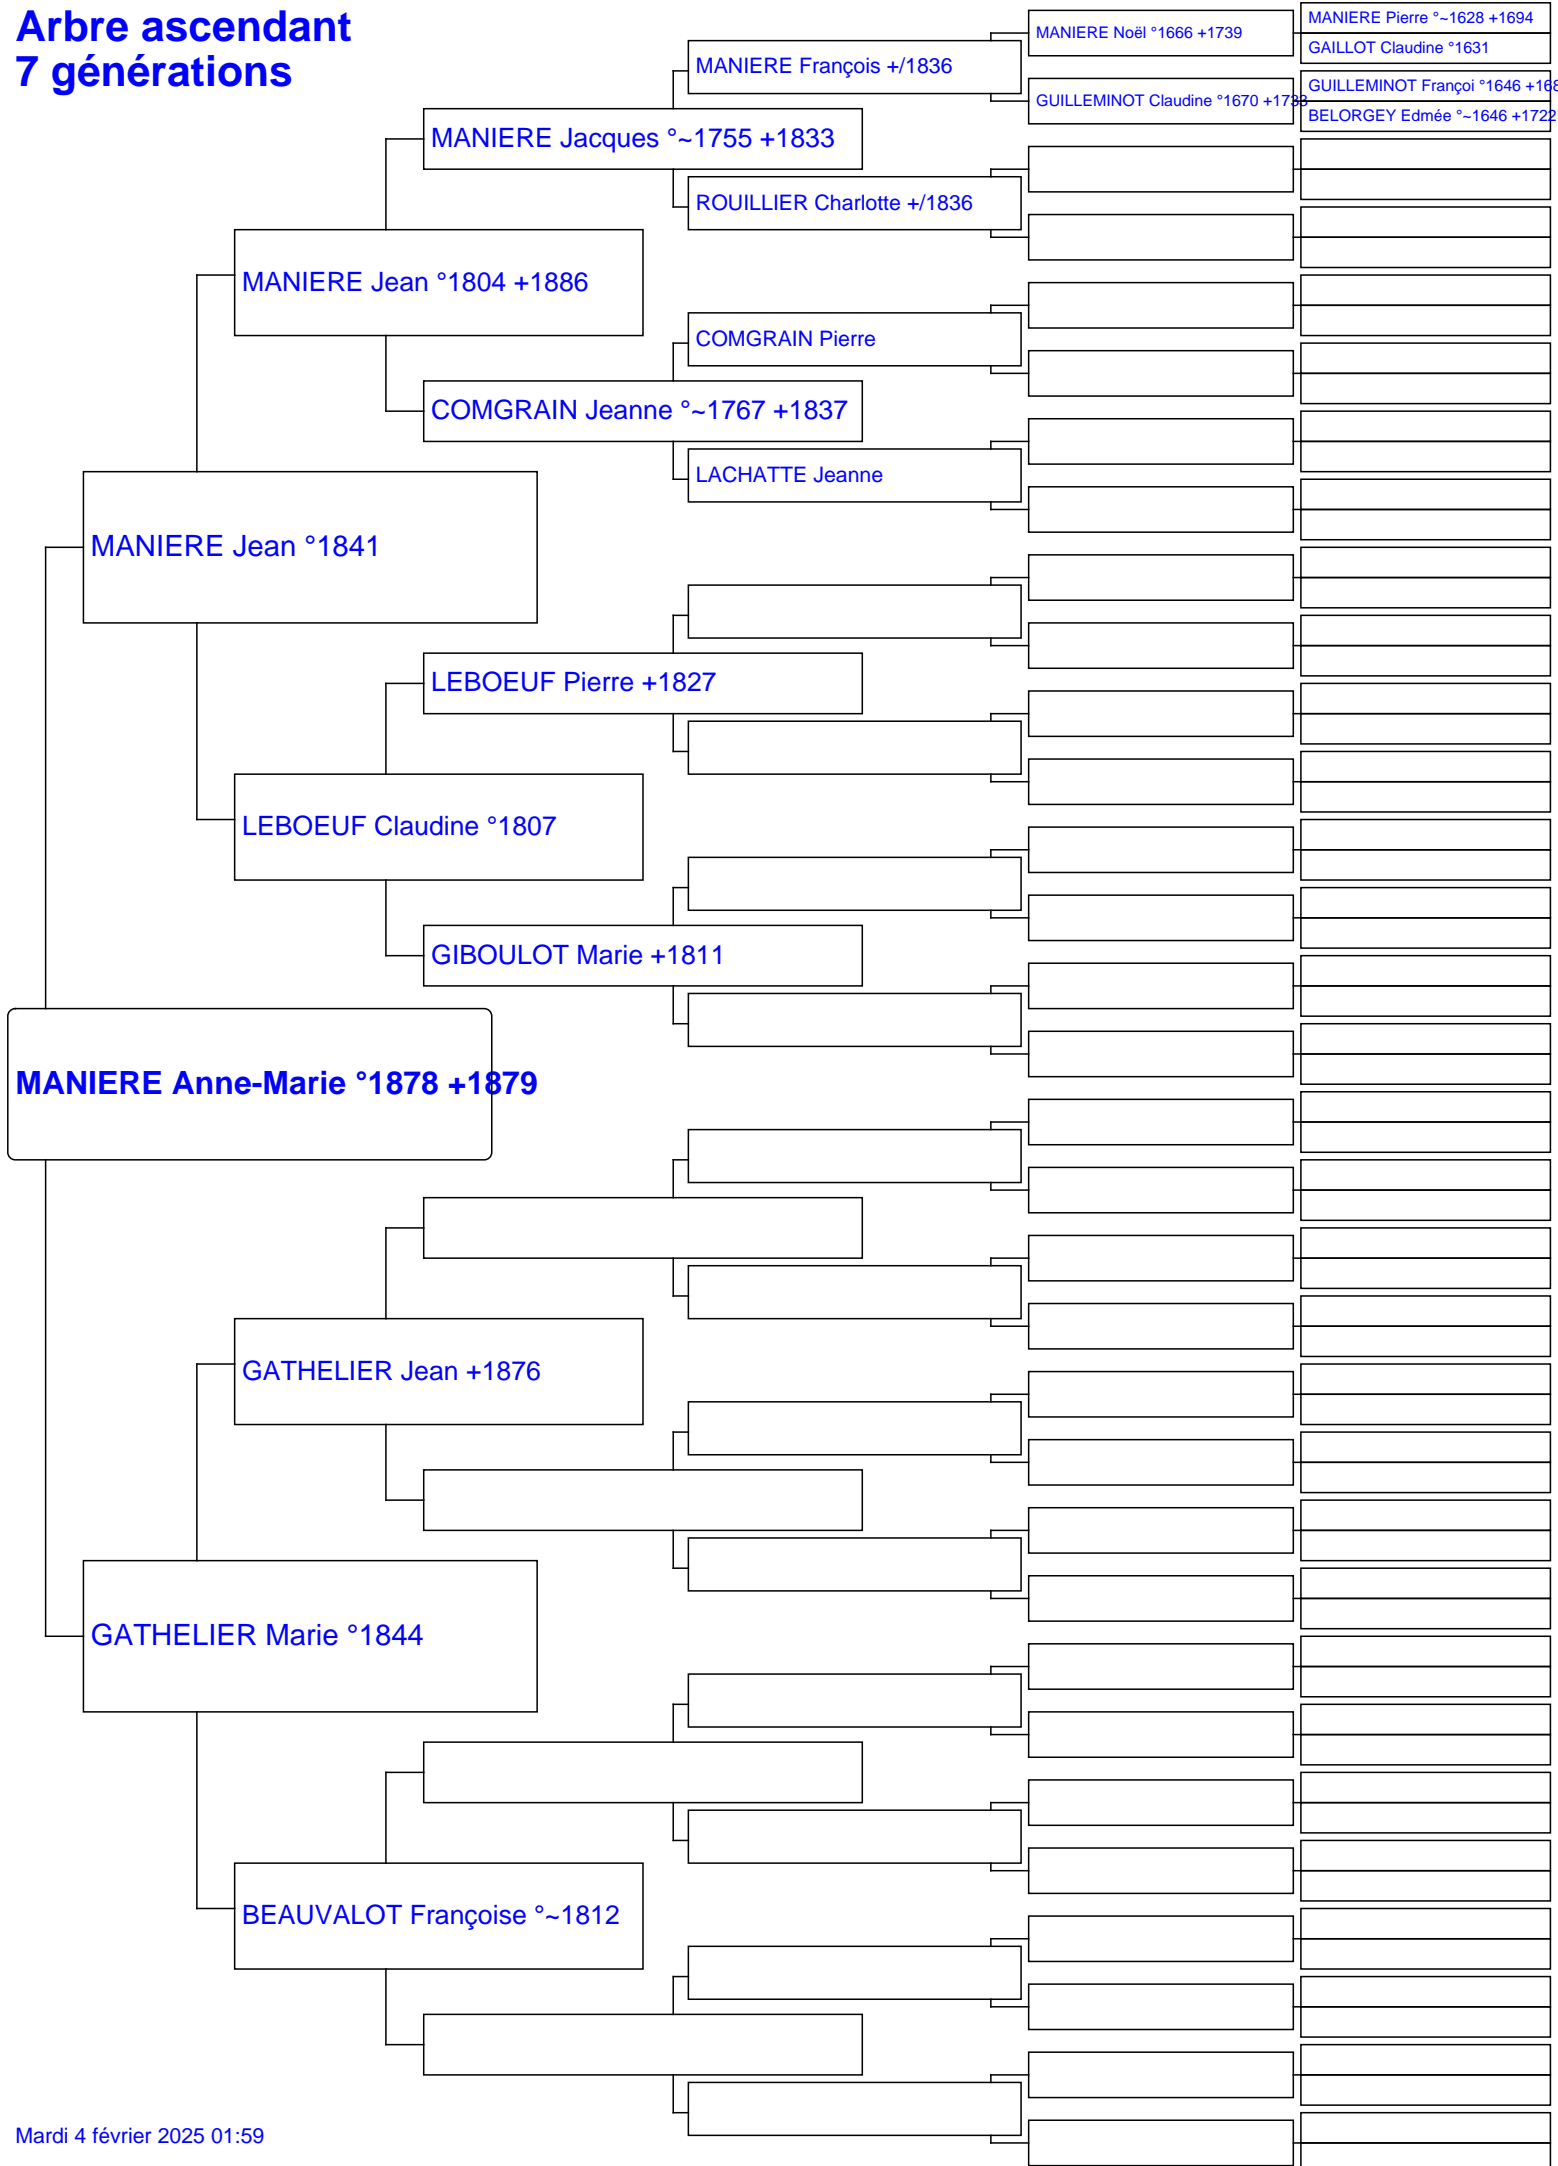 Arbre ascendant
7 générations
MANIERE Anne-Marie °1878 +1879
MANIERE Jean °1841
GATHELIER Marie °1844
MANIERE Jean °1804 +1886
LEBOEUF Claudine °1807
GATHELIER Jean +1876
BEAUVALOT Françoise °~1812
MANIERE Jacques °~1755 +1833
COMGRAIN Jeanne °~1767 +1837
LEBOEUF Pierre +1827
GIBOULOT Marie +1811
MANIERE François +/1836
ROUILLIER Charlotte +/1836
COMGRAIN Pierre
LACHATTE Jeanne
MANIERE Noël °1666 +1739
GUILLEMINOT Claudine °1670 +1733
MANIERE Pierre °~1628 +1694
GAILLOT Claudine °1631
GUILLEMINOT Françoi °1646 +168
BELORGEY Edmée °~1646 +1722
Mardi 4 février 2025 01:59